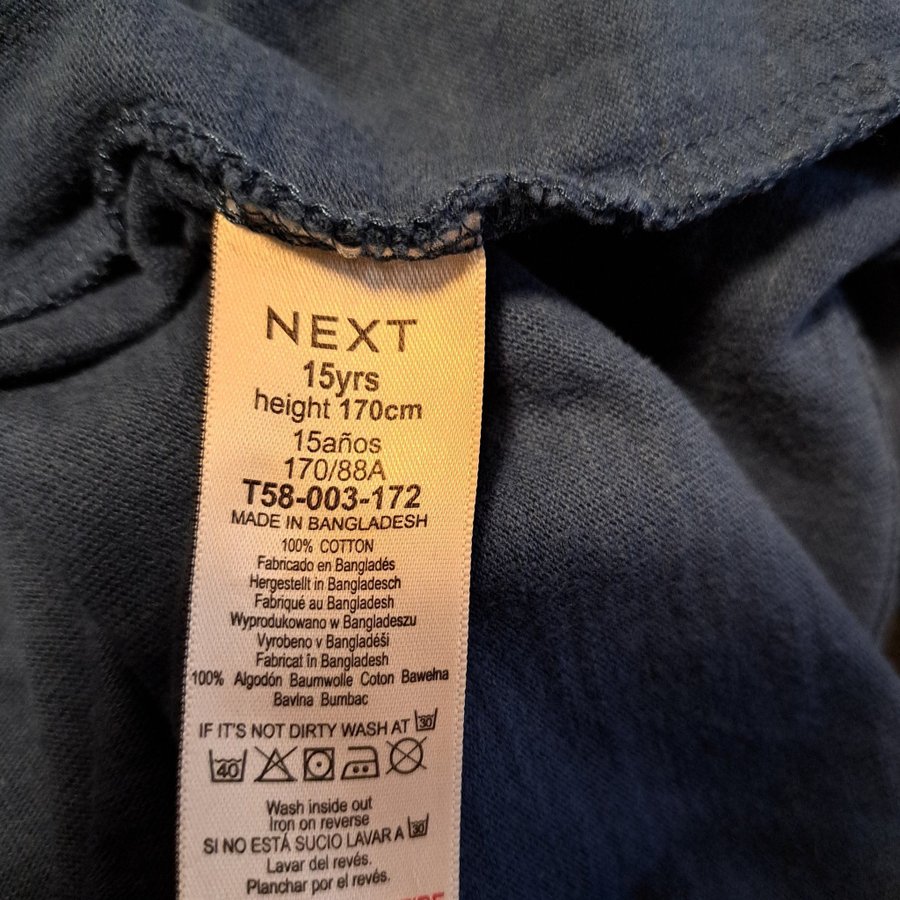 NEXT
15yrs
height 170cm
15años
170/88A
T58-003-172
MADE IN BANGLADESH
100% COTTON
Fabricado en Bangladés
Hergestellt in Bangladesch
Fabriqué au Bangladesh
Wyprodukowano w Bangladeszu
Vyrobeno v Bangladéši
Fabricat în Bangladesh
100% Algodón Baumwolle Coton Bawełna
Bavlna Bumbac
IF IT'S NOT DIRTY WASH AT 30
40
Wash inside out
Iron on reverse
SI NO ESTÁ SUCIO LAVAR A 30
Lavar del revés.
Planchar por el revés.